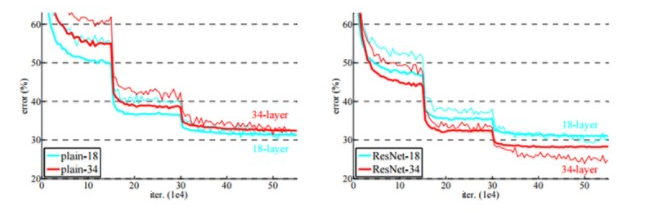 60
50
40
30
20
error (%)
34-layer
18-layer
plain-18
plain-34
0
10
20
30
40
50
iter. (1e4)
60
50
40
30
20
error (%)
18-layer
34-layer
ResNet-18
ResNet-34
0
10
20
30
40
50
iter. (1e4)